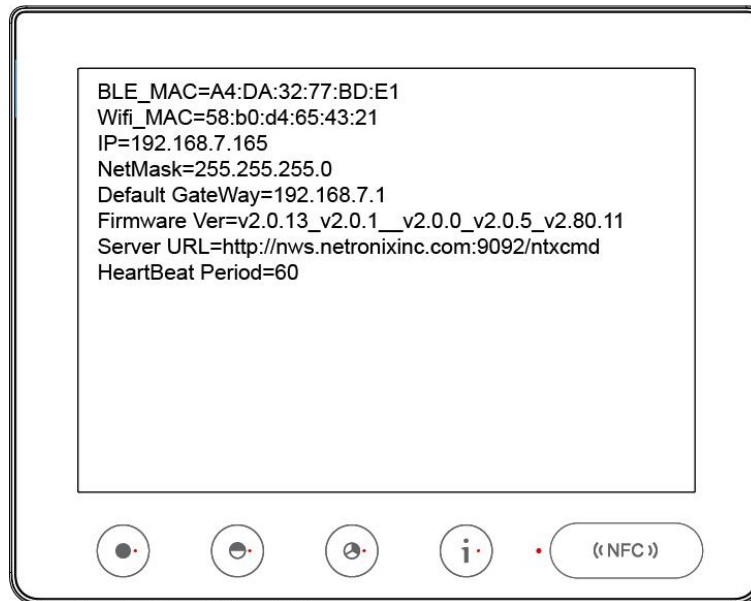 BLE_MAC=A4:DA:32:77:BD:E1
Wifi_MAC=58:b0:d4:65:43:21
IP=192.168.7.165
NetMask=255.255.255.0
Default GateWay=192.168.7.1
Firmware Ver=v2.0.13_v2.0.1__v2.0.0_v2.0.5_v2.80.11
Server URL=http://nws.netronixinc.com:9092/ntxcmd
HeartBeat Period=60
i NFC